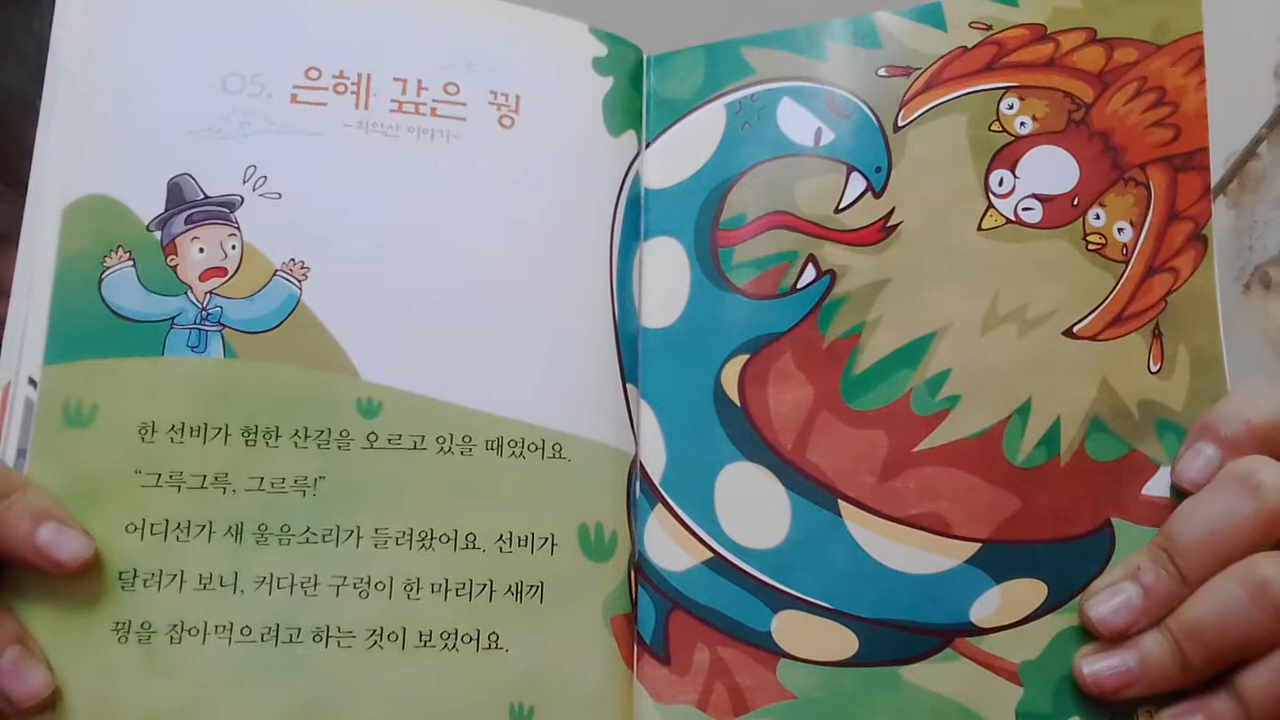 05. 은혜 갚은 꿩
-치악산 이야기-
한 선비가 험한 산길을 오르고 있을 때였어요.
“그륵그륵, 그르륵!”
어디선가 새 울음소리가 들려왔어요. 선비가
달려가 보니, 커다란 구렁이 한 마리가 새끼
꿩을 잡아먹으려고 하는 것이 보였어요.